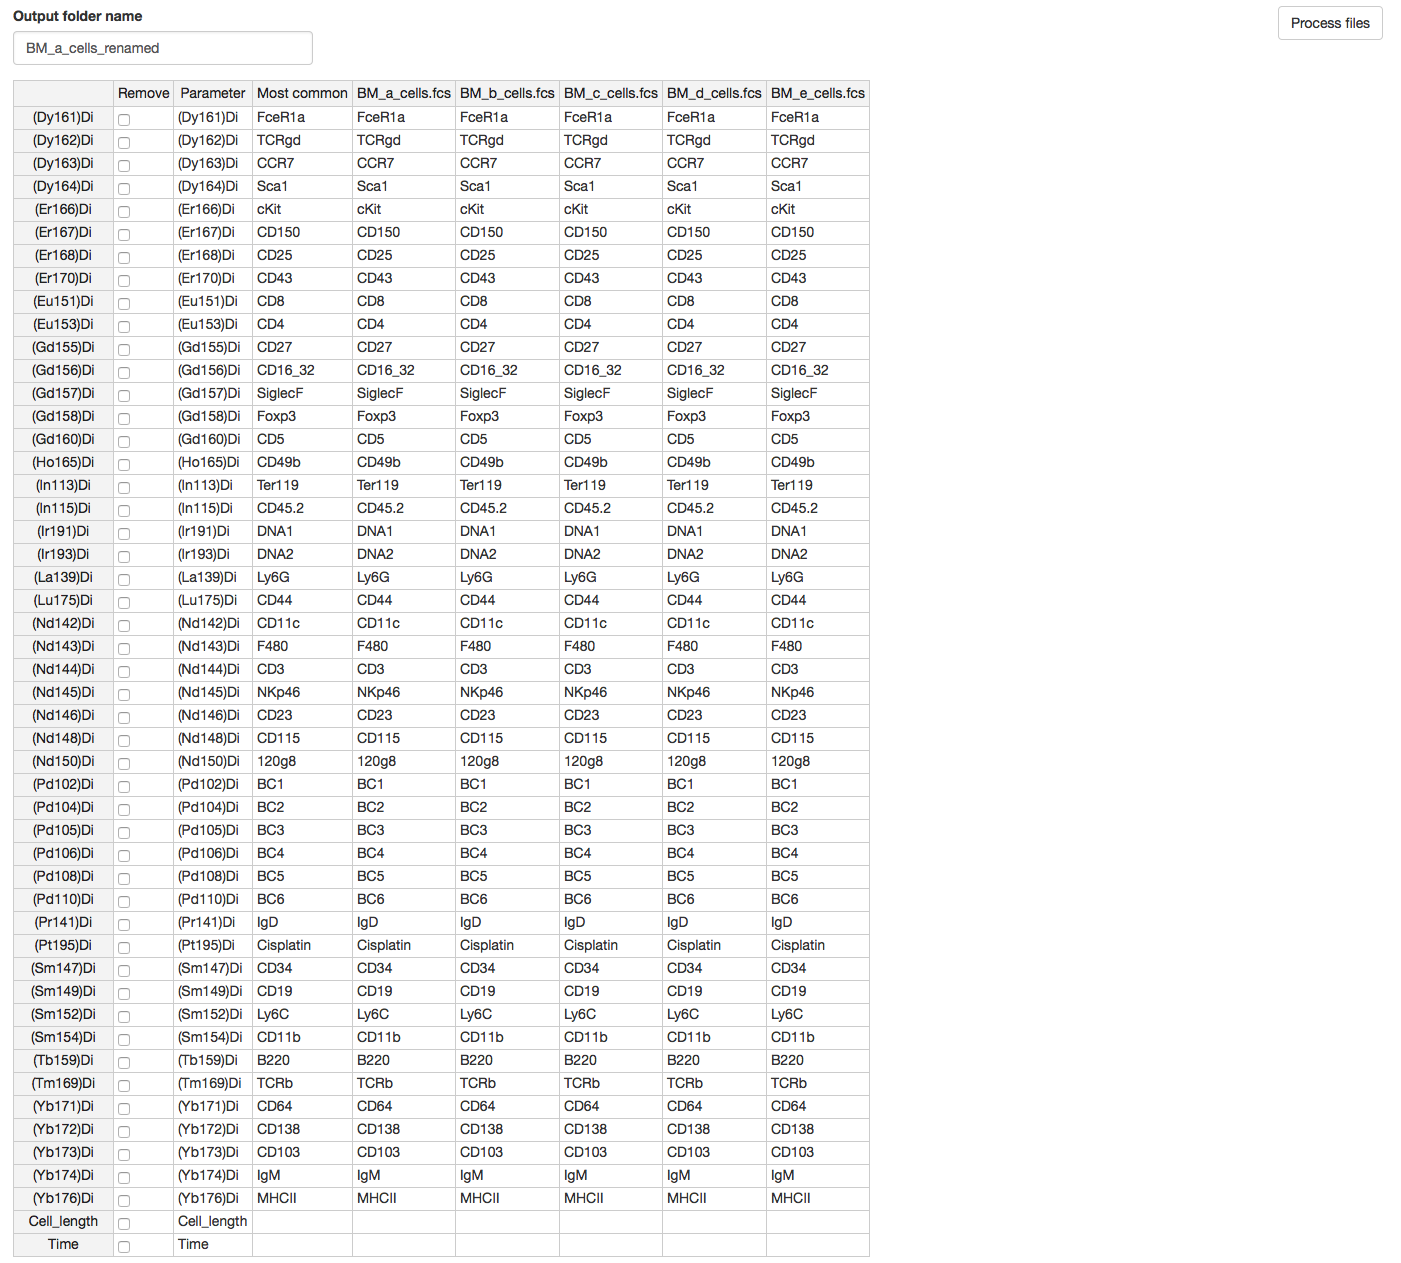 Output folder name
Process files
BM_a_cells_renamed
Remove Parameter Most common BM_a_cells.fcs BM_b_cells.fcs BM_c_cells.fcs BM_d_cells.fcs BM_e_cells.fcs
(Dy161)Di (Dy161)Di FceR1a FceR1a FceR1a FceR1a FceR1a FceR1a
(Dy162)Di (Dy162)Di TCRgd TCRgd TCRgd TCRgd TCRgd TCRgd
(Dy163)Di (Dy163)Di CCR7 CCR7 CCR7 CCR7 CCR7 CCR7
(Dy164)Di (Dy164)Di Sca1 Sca1 Sca1 Sca1 Sca1 Sca1
(Er166)Di (Er166)Di cKit cKit cKit cKit cKit cKit
(Er167)Di (Er167)Di CD150 CD150 CD150 CD150 CD150 CD150
(Er168)Di (Er168)Di CD25 CD25 CD25 CD25 CD25 CD25
(Er170)Di (Er170)Di CD43 CD43 CD43 CD43 CD43 CD43
(Eu151)Di (Eu151)Di CD8 CD8 CD8 CD8 CD8 CD8
(Eu153)Di (Eu153)Di CD4 CD4 CD4 CD4 CD4 CD4
(Gd155)Di (Gd155)Di CD27 CD27 CD27 CD27 CD27 CD27
(Gd156)Di (Gd156)Di CD16_32 CD16_32 CD16_32 CD16_32 CD16_32 CD16_32
(Gd157)Di (Gd157)Di SiglecF SiglecF SiglecF SiglecF SiglecF SiglecF
(Gd158)Di (Gd158)Di Foxp3 Foxp3 Foxp3 Foxp3 Foxp3 Foxp3
(Gd160)Di (Gd160)Di CD5 CD5 CD5 CD5 CD5 CD5
(Ho165)Di (Ho165)Di CD49b CD49b CD49b CD49b CD49b CD49b
(In113)Di (In113)Di Ter119 Ter119 Ter119 Ter119 Ter119 Ter119
(In115)Di (In115)Di CD45.2 CD45.2 CD45.2 CD45.2 CD45.2 CD45.2
(Ir191)Di (Ir191)Di DNA1 DNA1 DNA1 DNA1 DNA1 DNA1
(Ir193)Di (Ir193)Di DNA2 DNA2 DNA2 DNA2 DNA2 DNA2
(La139)Di (La139)Di Ly6G Ly6G Ly6G Ly6G Ly6G Ly6G
(Lu175)Di (Lu175)Di CD44 CD44 CD44 CD44 CD44 CD44
(Nd142)Di (Nd142)Di CD11c CD11c CD11c CD11c CD11c CD11c
(Nd143)Di (Nd143)Di F480 F480 F480 F480 F480 F480
(Nd144)Di (Nd144)Di CD3 CD3 CD3 CD3 CD3 CD3
(Nd145)Di (Nd145)Di NKp46 NKp46 NKp46 NKp46 NKp46 NKp46
(Nd146)Di (Nd146)Di CD23 CD23 CD23 CD23 CD23 CD23
(Nd148)Di (Nd148)Di CD115 CD115 CD115 CD115 CD115 CD115
(Nd150)Di (Nd150)Di 120g8 120g8 120g8 120g8 120g8 120g8
(Pd102)Di (Pd102)Di BC1 BC1 BC1 BC1 BC1 BC1
(Pd104)Di (Pd104)Di BC2 BC2 BC2 BC2 BC2 BC2
(Pd105)Di (Pd105)Di BC3 BC3 BC3 BC3 BC3 BC3
(Pd106)Di (Pd106)Di BC4 BC4 BC4 BC4 BC4 BC4
(Pd108)Di (Pd108)Di BC5 BC5 BC5 BC5 BC5 BC5
(Pd110)Di (Pd110)Di BC6 BC6 BC6 BC6 BC6 BC6
(Pr141)Di (Pr141)Di IgD IgD IgD IgD IgD IgD
(Pt195)Di (Pt195)Di Cisplatin Cisplatin Cisplatin Cisplatin Cisplatin Cisplatin
(Sm147)Di (Sm147)Di CD34 CD34 CD34 CD34 CD34 CD34
(Sm149)Di (Sm149)Di CD19 CD19 CD19 CD19 CD19 CD19
(Sm152)Di (Sm152)Di Ly6C Ly6C Ly6C Ly6C Ly6C Ly6C
(Sm154)Di (Sm154)Di CD11b CD11b CD11b CD11b CD11b CD11b
(Tb159)Di (Tb159)Di B220 B220 B220 B220 B220 B220
(Tm169)Di (Tm169)Di TCRb TCRb TCRb TCRb TCRb TCRb
(Yb171)Di (Yb171)Di CD64 CD64 CD64 CD64 CD64 CD64
(Yb172)Di (Yb172)Di CD138 CD138 CD138 CD138 CD138 CD138
(Yb173)Di (Yb173)Di CD103 CD103 CD103 CD103 CD103 CD103
(Yb174)Di (Yb174)Di IgM IgM IgM IgM IgM IgM
(Yb176)Di (Yb176)Di MHCII MHCII MHCII MHCII MHCII MHCII
Cell_length Cell_length
Time Time